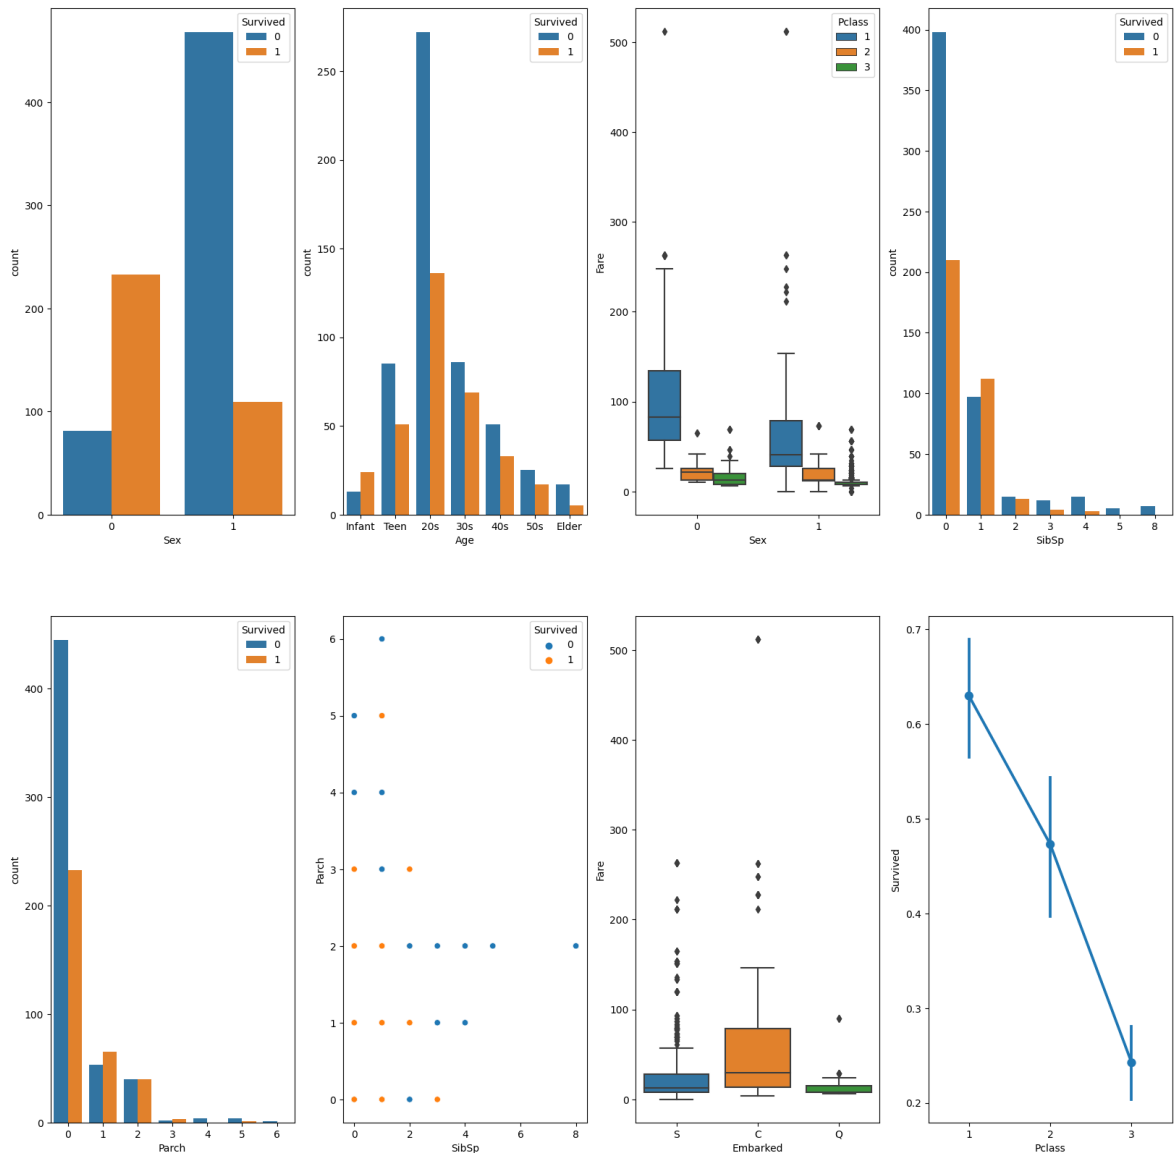 Survived
0
1
400
300
200
100
0
count
0 1
Sex
Survived
0
1
250
200
150
100
50
0
count
Infant Teen 20s 30s 40s 50s Elder
Age
Pclass
1
2
3
500
400
300
200
100
0
Fare
0 1
Sex
Survived
0
1
400
350
300
250
200
150
100
50
0
count
0 1 2 3 4 5 8
SibSp
Survived
0
1
400
300
200
100
0
count
0 1 2 3 4 5 6
Parch
Survived
0
1
6
5
4
3
2
1
0
Parch
0 2 4 6 8
SibSp
500
400
300
200
100
0
Fare
S C Q
Embarked
0.7
0.6
0.5
0.4
0.3
0.2
Survived
1 2 3
Pclass